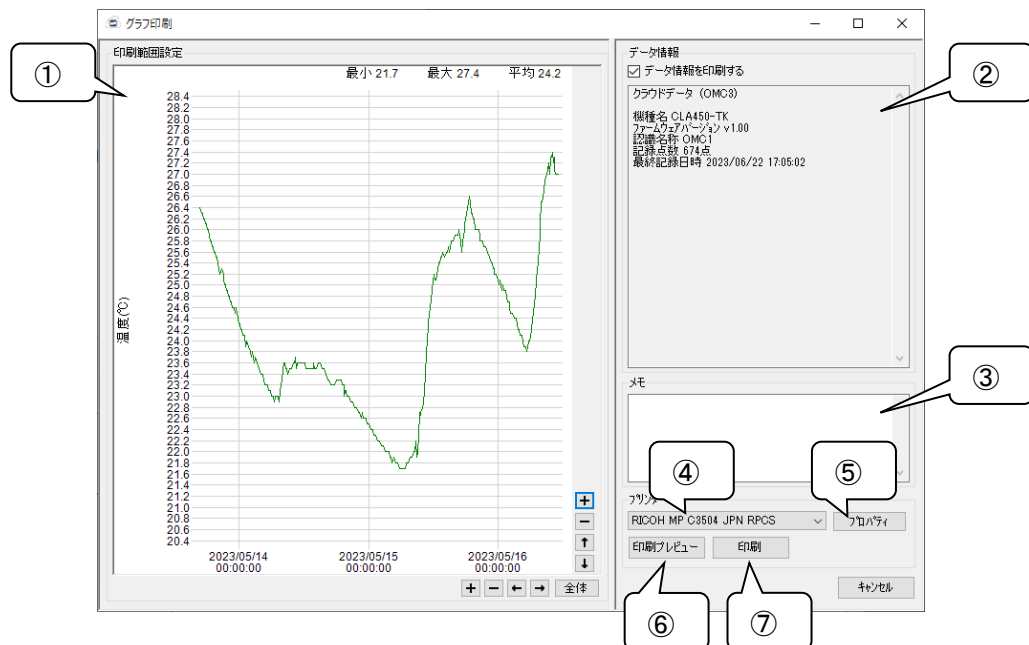 グラフ印刷
印刷範囲設定
①
最小 21.7 最大 27.4 平均 24.2
28.4
28.2
28.0
27.8
27.6
27.4
27.2
27.0
26.8
26.6
26.4
26.2
26.0
25.8
25.6
25.4
25.2
25.0
24.8
24.6
24.4
24.2
24.0
23.8
23.6
23.4
23.2
23.0
22.8
22.6
22.4
22.2
22.0
21.8
21.6
21.4
21.2
21.0
20.8
20.6
20.4
温度(℃)
2023/05/14 2023/05/15 2023/05/16
00:00:00 00:00:00 00:00:00
+
−
↑
↓
+ − ← → 全体
データ情報
データ情報を印刷する
②
クラウドデータ (OMC3)
機種名 CLA450-TK
ファームウェアバージョン v1.00
認識名称 OMC1
記録点数 674点
最終記録日時 2023/06/22 17:05:02
メモ
③
④
⑤
プリンタ
RICOH MP C3504 JPN RPCS プロパティ
印刷プレビュー 印刷
キャンセル
⑥
⑦